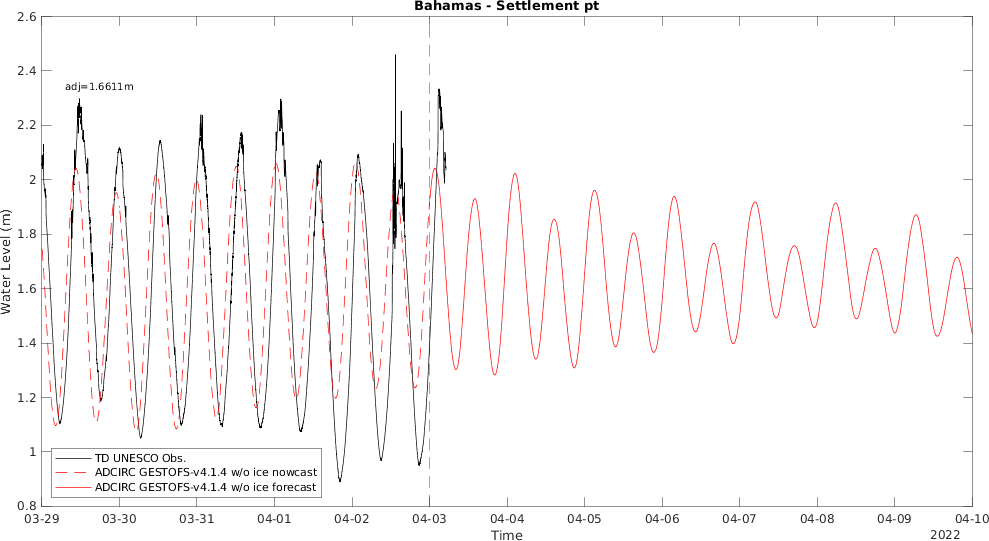 Bahamas - Settlement pt
2.6
2.4
2.2
2
1.8
1.6
1.4
1.2
1
0.8
Water Level (m)
adj=1.6611m
TD UNESCO Obs.
ADCIRC GESTOFS-v4.1.4 w/o ice nowcast
ADCIRC GESTOFS-v4.1.4 w/o ice forecast
03-29 03-30 03-31 04-01 04-02 04-03 04-04 04-05 04-06 04-07 04-08 04-09 04-10
Time
2022